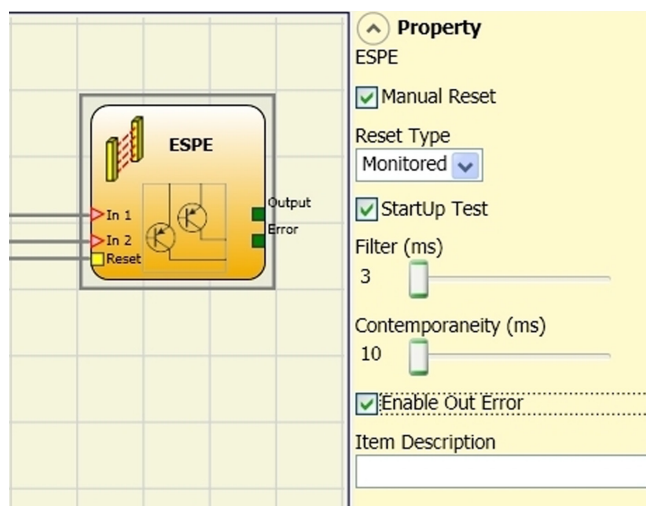 ESPE
In 1
In 2
Reset
Output
Error
Property
ESPE
Manual Reset
Reset Type
Monitored
StartUp Test
Filter (ms)
3
Contemporaneity (ms)
10
Enable Out Error
Item Description